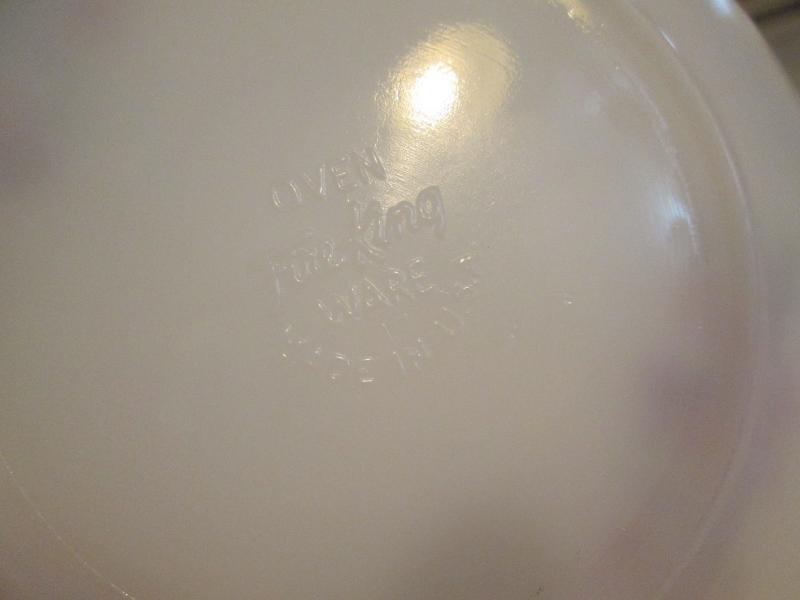 OVEN
Fire-King
WARE
MADE IN U.S.A.